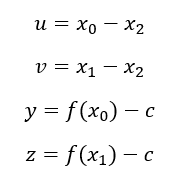 u = x₀ − x₂
v = x₁ − x₂
y = f(x₀) − c
z = f(x₁) − c